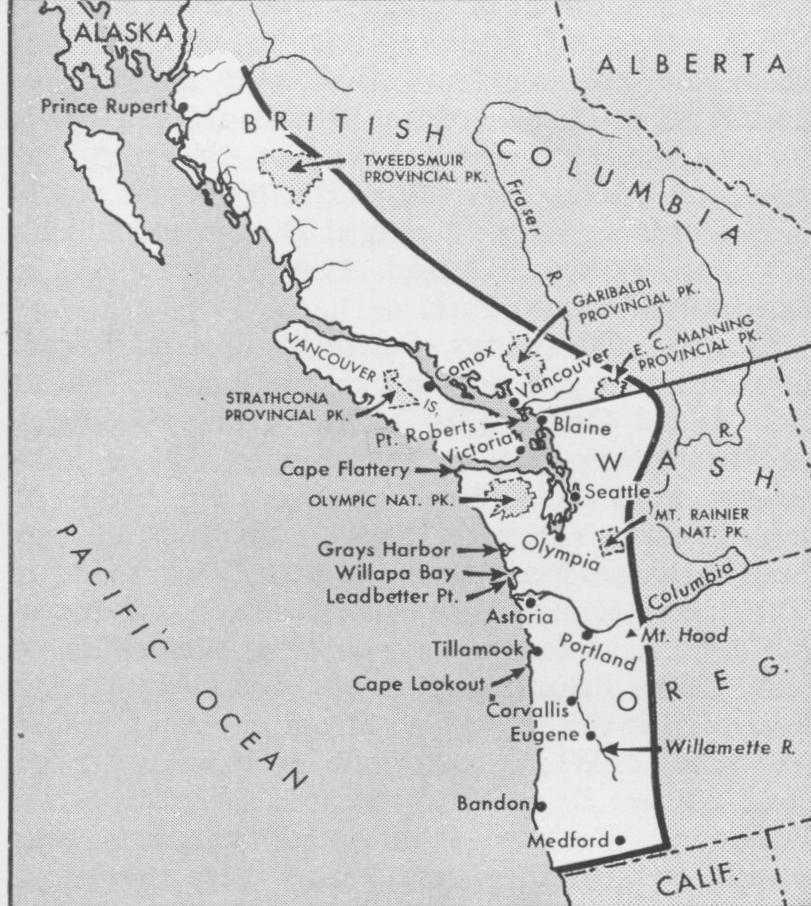 ALASKA
ALBERTA
Prince Rupert
BRITISH
COLUMBIA
TWEEDSMUIR
PROVINCIAL PK.
Fraser
R.
GARIBALDI
PROVINCIAL PK.
E. C. MANNING
PROVINCIAL PK.
VANCOUVER
IS.
Comox
Vancouver
STRATHCONA
PROVINCIAL PK.
Pt. Roberts
Blaine
Victoria
R.
Cape Flattery
WASH.
OLYMPIC NAT. PK.
Seattle
MT. RAINIER
NAT. PK.
Grays Harbor
Olympia
Willapa Bay
Leadbetter Pt.
Columbia
Astoria
Portland
Mt. Hood
Tillamook
Cape Lookout
OREG.
Corvallis
Eugene
Willamette R.
PACIFIC OCEAN
Bandon
Medford
CALIF.